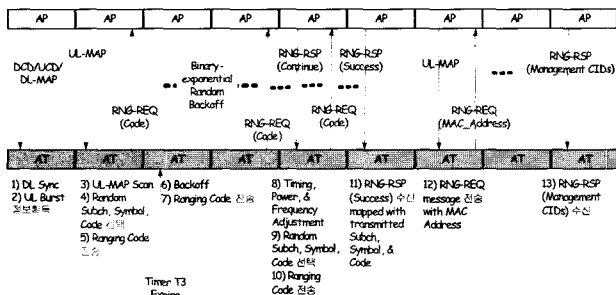 AP AP AP AP AP AP AP AP AP
UL-MAP
DCD/UCD/
DL-MAP
Binary-
exponential
Random
Backoff
RNG-RSP
(Continue)
RNG-RSP
(Success)
UL-MAP
RNG-RSP
(Management CIDs)
RNG-REQ
(Code)
RNG-REQ
(Code)
RNG-REQ
(Code)
RNG-REQ
(MAC_Address)
AT AT AT AT AT AT AT AT AT
1) DL Sync
2) UL Burst
정보획득
3) UL-MAP Scan
4) Random
Subch, Symbol,
Code 선택
5) Ranging Code
전송
6) Backoff
7) Ranging Code 전송
Timer T3
Expiring
8) Timing,
Power, &
Frequency
Adjustment
9) Random
Subch, Symbol,
Code 선택
10) Ranging
Code 전송
11) RNG-RSP
(Success) 수신
mapped with
transmitted
Subch,
Symbol, &
Code
12) RNG-REQ
message 전송
with MAC
Address
13) RNG-RSP
(Management
CIDs) 수신